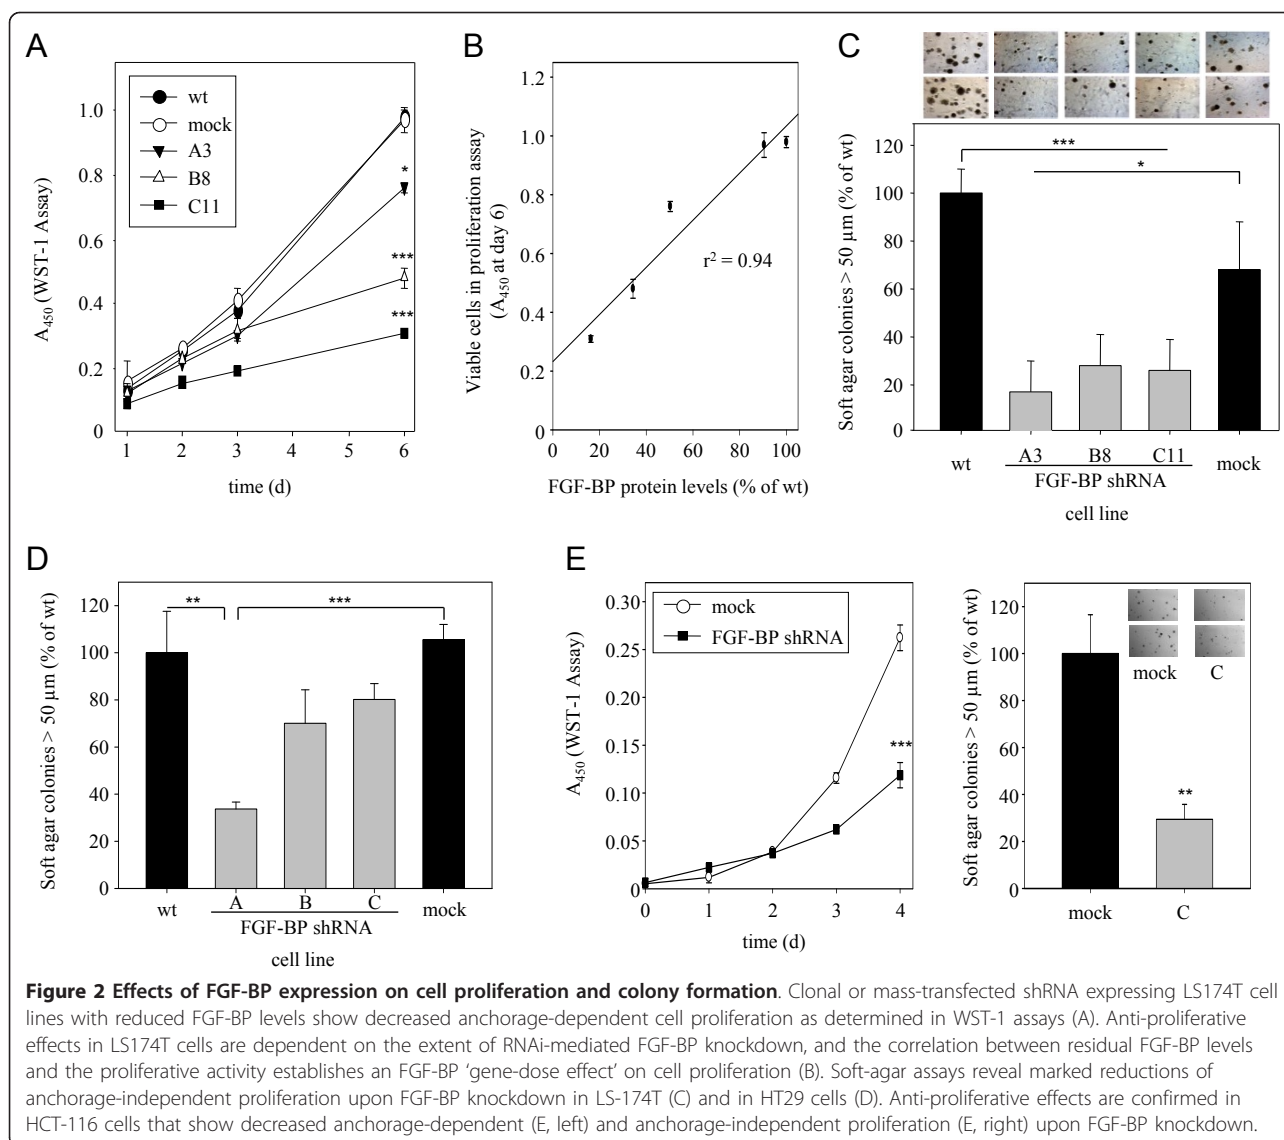 A
wt
mock
A3
B8
C11
A450 (WST-1 Assay)
1.0
0.8
0.6
0.4
0.2
0
*
***
***
1 2 3 4 5 6
time (d)
B
Viable cells in proliferation assay
(A450 at day 6)
1.2
1.0
0.8
0.6
0.4
0.2
0
r2 = 0.94
0 20 40 60 80 100
FGF-BP protein levels (% of wt)
C
Soft agar colonies > 50 µm (% of wt)
120
100
80
60
40
20
0
***
*
wt A3 B8 C11 mock
FGF-BP shRNA
cell line
D
Soft agar colonies > 50 µm (% of wt)
120
100
80
60
40
20
0
** ***
wt A B C mock
FGF-BP shRNA
cell line
E
mock
FGF-BP shRNA
A450 (WST-1 Assay)
0.30
0.25
0.20
0.15
0.10
0.05
0
***
0 1 2 3 4
time (d)
Soft agar colonies > 50 µm (% of wt)
120
100
80
60
40
20
0
mock C
**
mock C
Figure 2 Effects of FGF-BP expression on cell proliferation and colony formation. Clonal or mass-transfected shRNA expressing LS174T cell
lines with reduced FGF-BP levels show decreased anchorage-dependent cell proliferation as determined in WST-1 assays (A). Anti-proliferative
effects in LS174T cells are dependent on the extent of RNAi-mediated FGF-BP knockdown, and the correlation between residual FGF-BP levels
and the proliferative activity establishes an FGF-BP 'gene-dose effect' on cell proliferation (B). Soft-agar assays reveal marked reductions of
anchorage-independent proliferation upon FGF-BP knockdown in LS-174T (C) and in HT29 cells (D). Anti-proliferative effects are confirmed in
HCT-116 cells that show decreased anchorage-dependent (E, left) and anchorage-independent proliferation (E, right) upon FGF-BP knockdown.